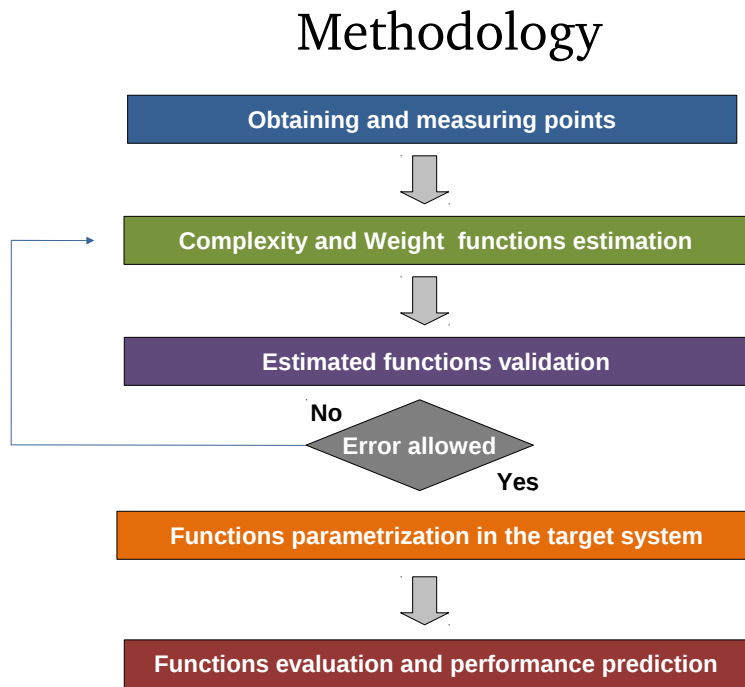 Methodology
Obtaining and measuring points
Complexity and Weight  functions estimation
Estimated functions validation
No
Error allowed
Yes
Functions parametrization in the target system
Functions evaluation and performance prediction